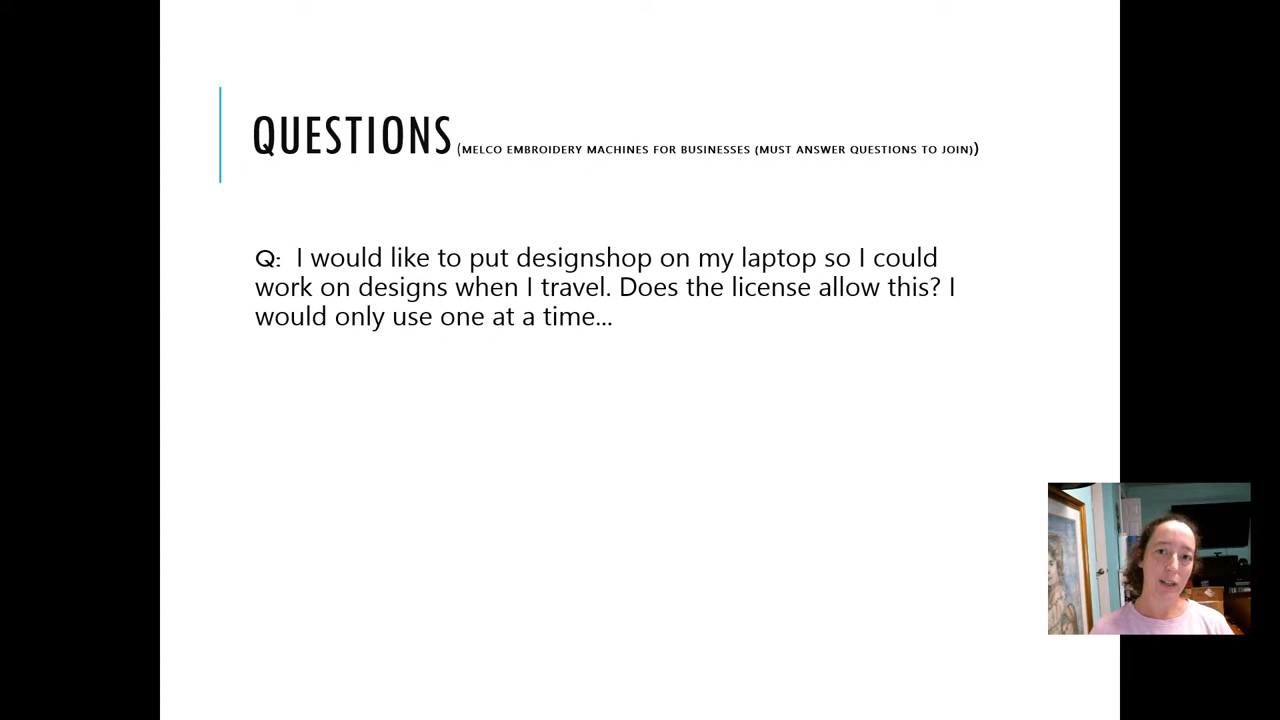 QUESTIONS (MELCO EMBROIDERY MACHINES FOR BUSINESSES (MUST ANSWER QUESTIONS TO JOIN))
Q: I would like to put designshop on my laptop so I could
work on designs when I travel. Does the license allow this? I
would only use one at a time...